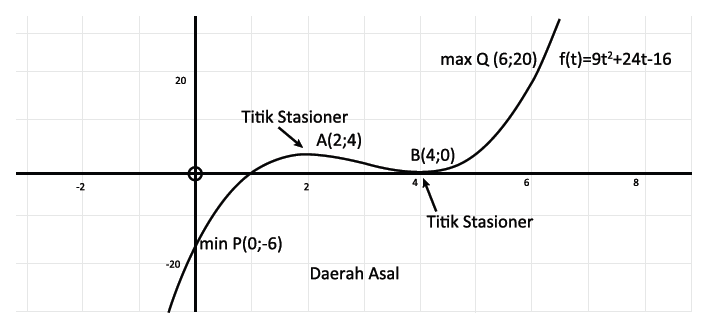 max Q (6;20) f(t)=9t²+24t-16
20
Titik Stasioner
A(2;4)
B(4;0)
-2 2 4 6 8
Titik Stasioner
min P(0;-6)
-20
Daerah Asal